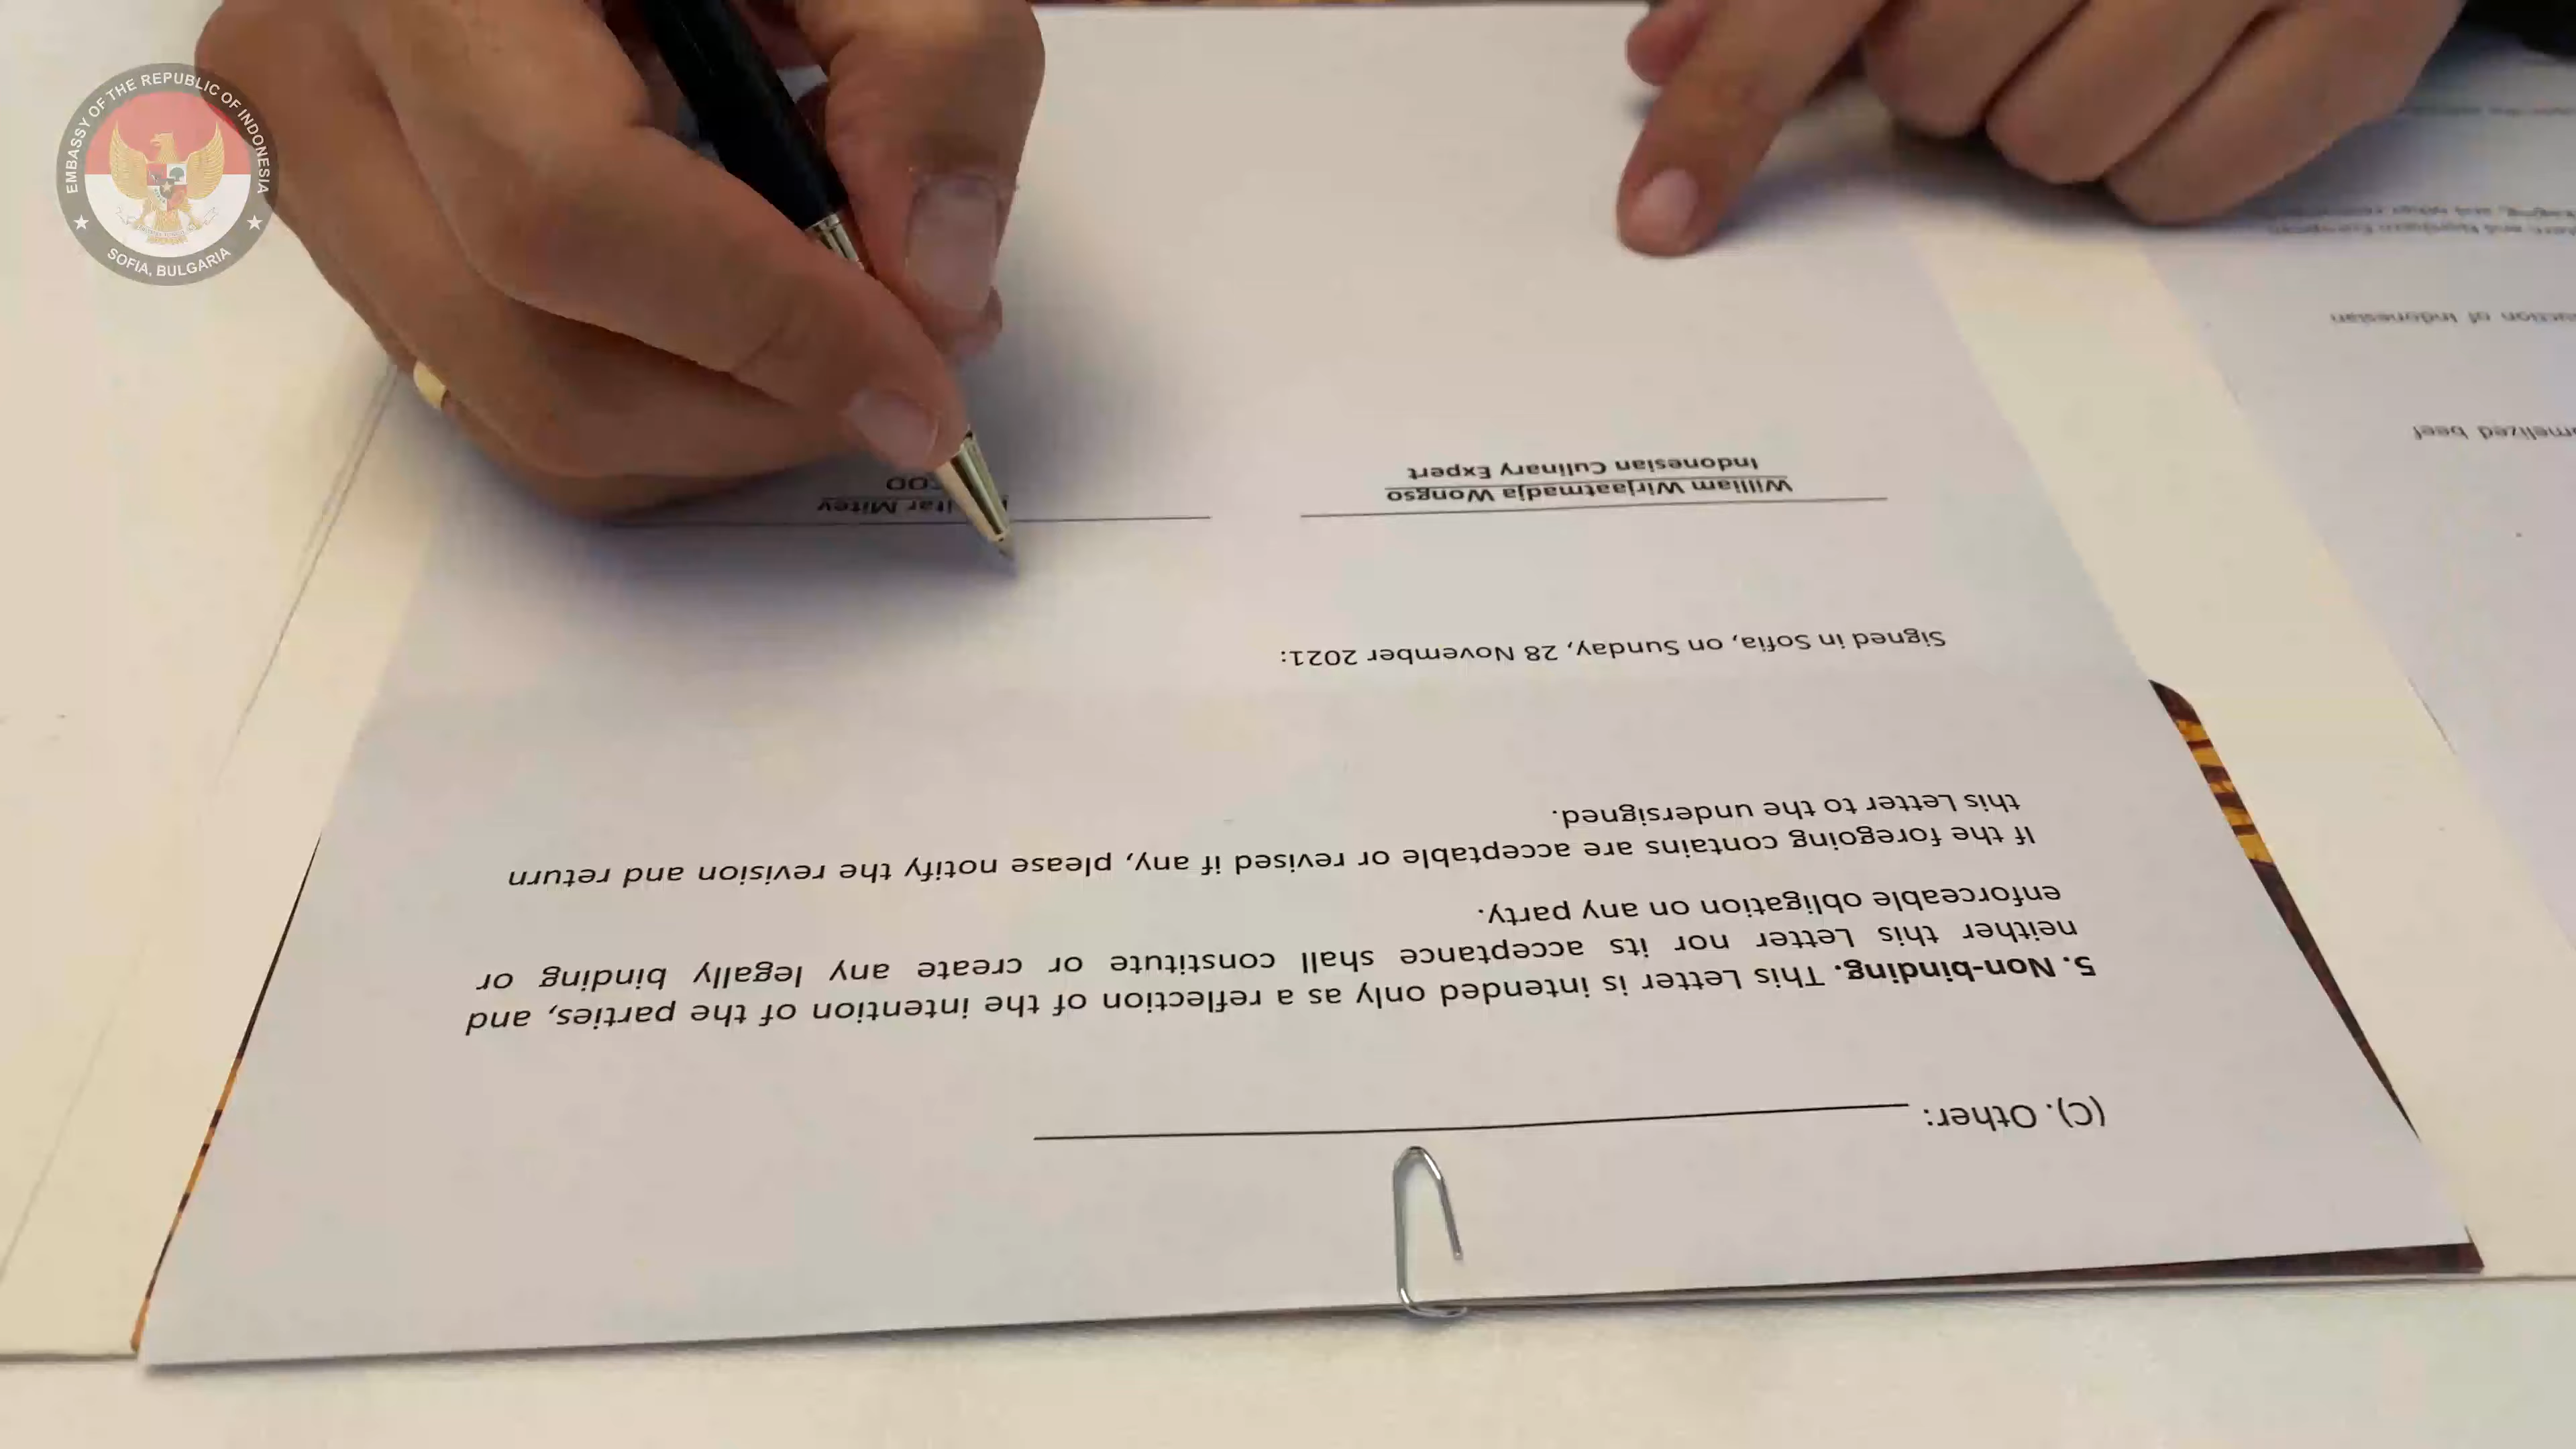 EMBASSY OF THE REPUBLIC OF INDONESIA
SOFIA, BULGARIA
(C). Other:
5. Non-binding. This Letter is intended only as a reflection of the intention of the parties, and
neither this Letter nor its acceptance shall constitute or create any legally binding or
enforceable obligation on any party.
If the foregoing contains are acceptable or revised if any, please notify the revision and return
this Letter to the undersigned.
Signed in Sofia, on Sunday, 28 November 2021:
William Wirjaatmadja Wongso
Indonesian Culinary Expert
itar Mitev
beef
of Indonesian